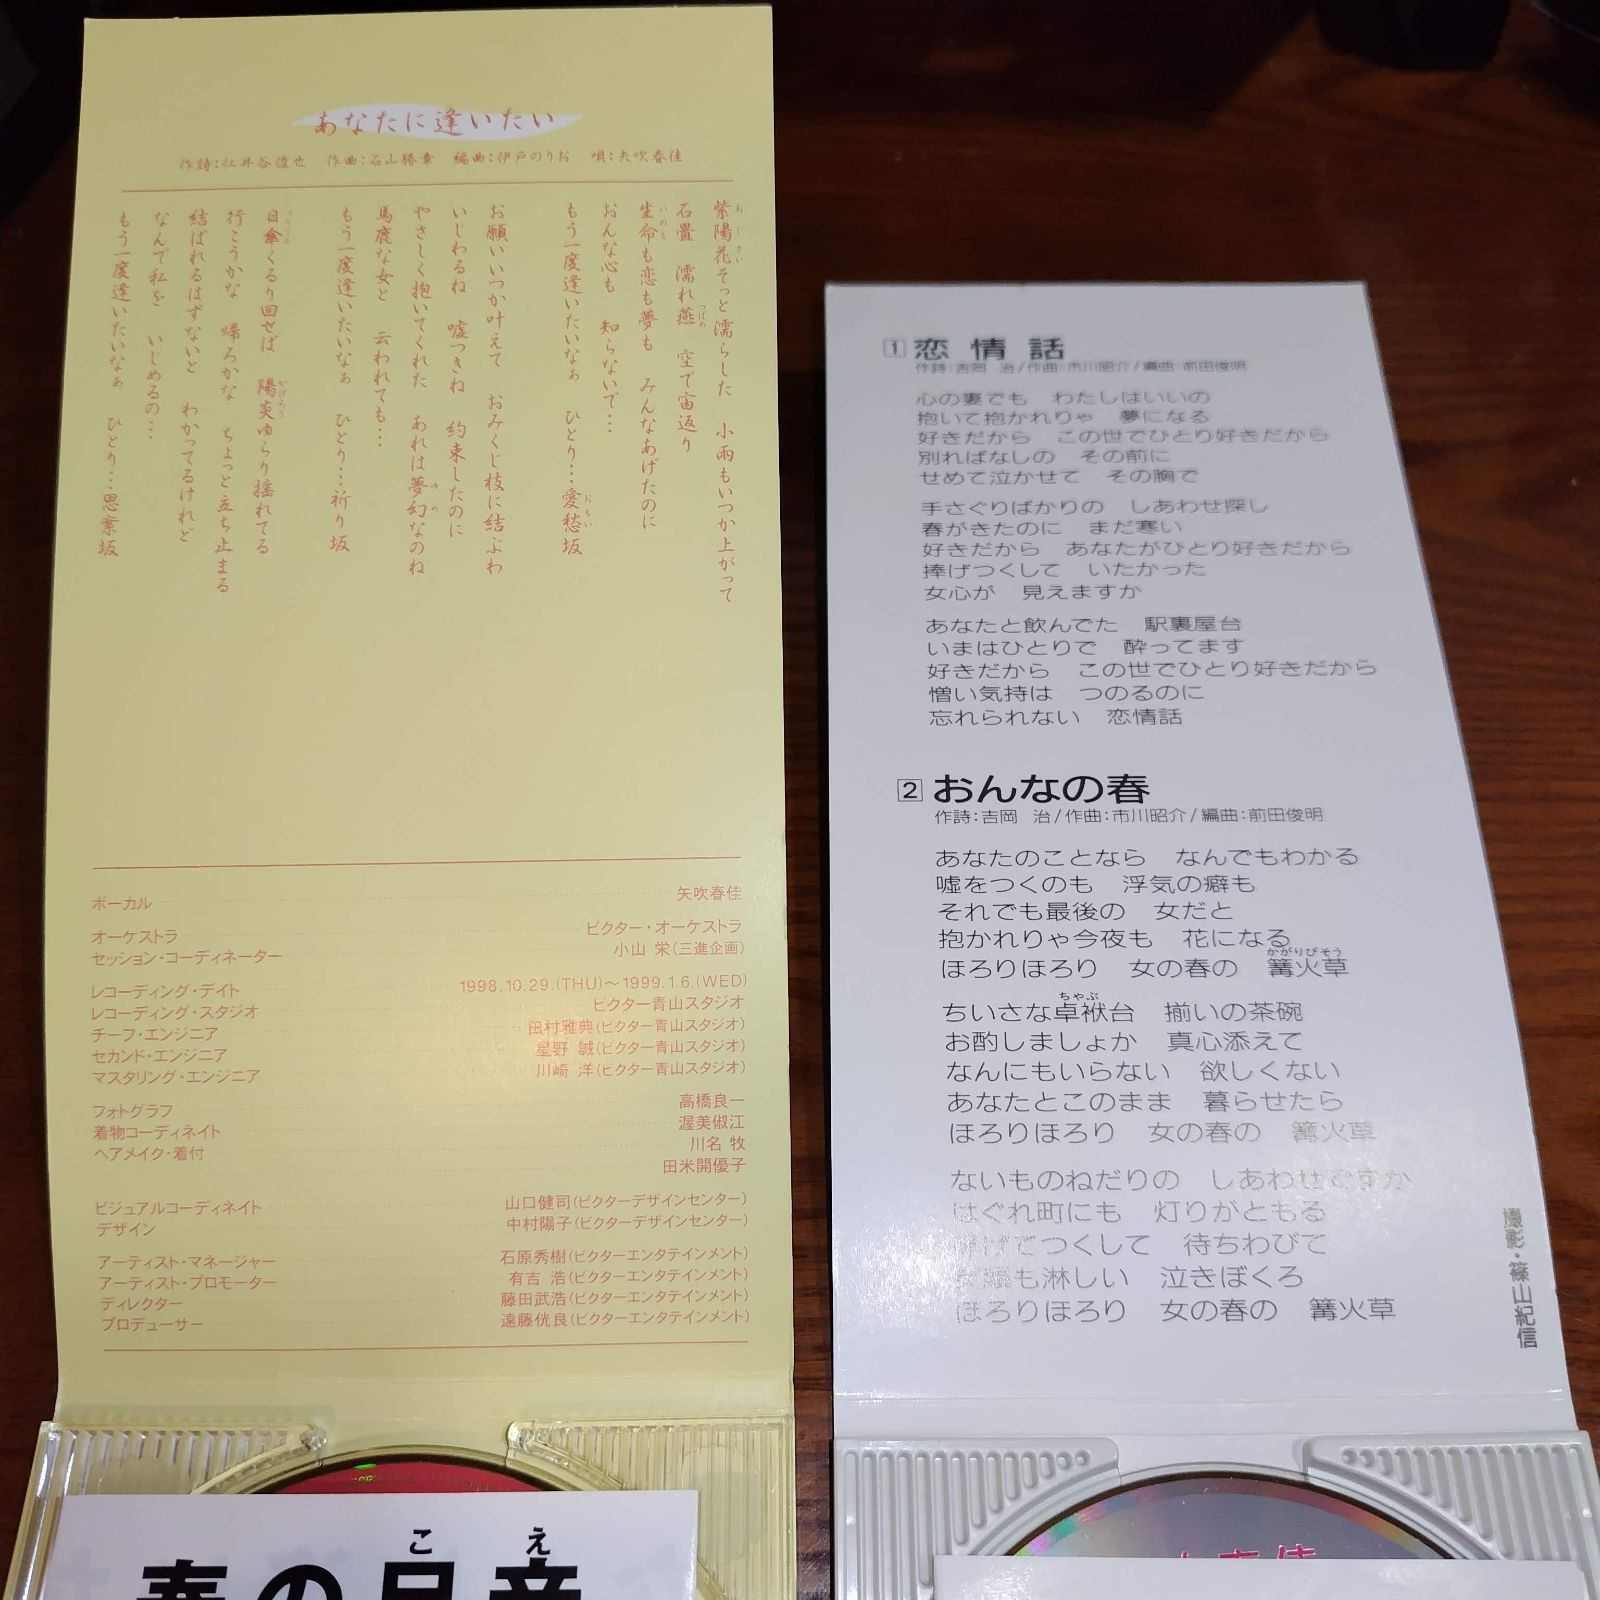 あなたに逢いたい
作詩:仁井谷俊也 作曲:石山勝章 編曲:伊戸のりお 唄:矢吹春佳
紫陽花そっと濡らした 小雨もいつか上がって
あじさい
石畳 濡れ燕 空で宙返り
つばめ
生命も恋も夢も みんなあげたのに
いのち
おんな心も 知らないで…
もう一度逢いたいなぁ ひとり…愛愁坂
おもい
お願いいつか叶えて おみくじ枝に結ぶわ
いじわるね 嘘つきね 約束したのに
やさしく抱いてくれた あれは夢幻なのね
ゆめ
馬鹿な女と 云われても…
もう一度逢いたいなぁ ひとり…祈り坂
日傘くるり回せば 陽炎ゆらり揺れてる
パラソル
かげろう
行こうかな 帰ろかな ちょっと立ち止まる
結ばれるはずないと わかってるけれど
なんで私を いじめるの…
もう一度逢いたいなぁ ひとり…思案坂
ボーカル 矢吹春佳
オーケストラ ビクター・オーケストラ
セッション・コーディネーター 小山 栄(三進企画)
レコーディング・デイト 1998.10.29.(THU)〜1999.1.6.(WED)
レコーディング・スタジオ ビクター青山スタジオ
チーフ・エンジニア 田村雅典(ビクター青山スタジオ)
セカンド・エンジニア 星野 誠(ビクター青山スタジオ)
マスタリング・エンジニア 川崎 洋(ビクター青山スタジオ)
フォトグラフ 高橋良一
着物コーディネイト 渥美俶江
ヘアメイク・着付 川名 牧
田米開優子
ビジュアルコーディネイト 山口健司(ビクターデザインセンター)
デザイン 中村陽子(ビクターデザインセンター)
アーティスト・マネージャー 石原秀樹(ビクターエンタテインメント)
アーティスト・プロモーター 有吉 浩(ビクターエンタテインメント)
ディレクター 藤田武浩(ビクターエンタテインメント)
プロデューサー 遠藤侊良(ビクターエンタテインメント)
こ え
春の
1 恋情話
作詩:吉岡 治/作曲:市川昭介/編曲:前田俊明
心の裏でも わたしはいいの
抱いて抱かれりゃ 夢になる
好きだから この世でひとり好きだから
別ればなしの その前に
せめて泣かせて その胸で
手さぐりばかりの しあわせ探し
春がきたのに まだ寒い
好きだから あなたがひとり好きだから
捧げつくして いたかった
女心が 見えますか
あなたと飲んでた 駅裏屋台
いまはひとりで 酔ってます
好きだから この世でひとり好きだから
憎い気持は つのるのに
忘れられない 恋情話
2 おんなの春
作詩:吉岡 治/作曲:市川昭介/編曲:前田俊明
あなたのことなら なんでもわかる
嘘をつくのも 浮気の癖も
それでも最後の 女だと
抱かれりゃ今夜も 花になる
かがりびそう
ほろりほろり 女の春の 篝火草
ちゃぶ
ちいさな卓袱台 揃いの茶碗
お酌しましょか 真心添えて
なんにもいらない 欲しくない
あなたとこのまま 暮らせたら
ほろりほろり 女の春の 篝火草
ないものねだりの しあわせですか
はぐれ町にも 灯りがともる
げてつくして 待ちわびて
も淋しい 泣きぼくろ
ほろりほろり 女の春の 篝火草
撮影・篠山紀信